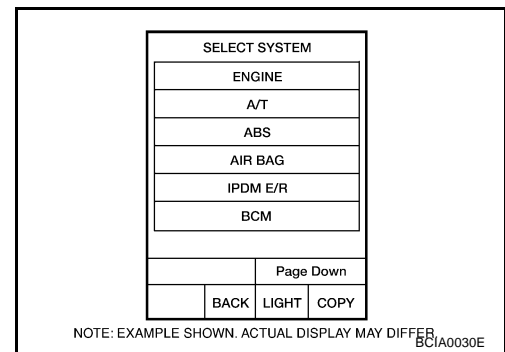 SELECT SYSTEM
ENGINE
A/T
ABS
AIR BAG
IPDM E/R
BCM
Page Down
BACK LIGHT COPY
NOTE: EXAMPLE SHOWN. ACTUAL DISPLAY MAY DIFFER.
BCIA0030E